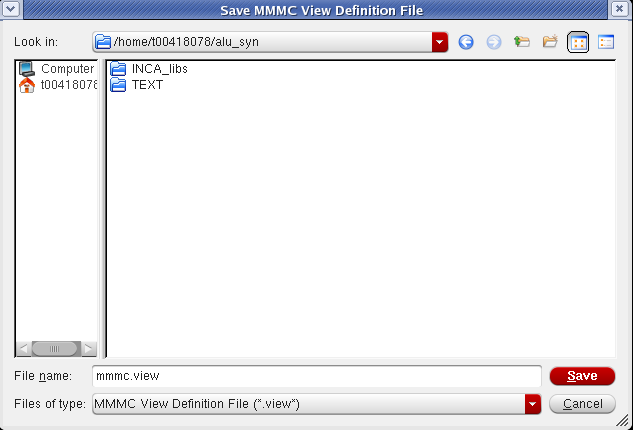 Save MMMC View Definition File
Look in: /home/t00418078/alu_syn
Computer
t00418078
INCA_libs
TEXT
File name: mmmc.view
Save
Files of type: MMMC View Definition File (*.view*)
Cancel